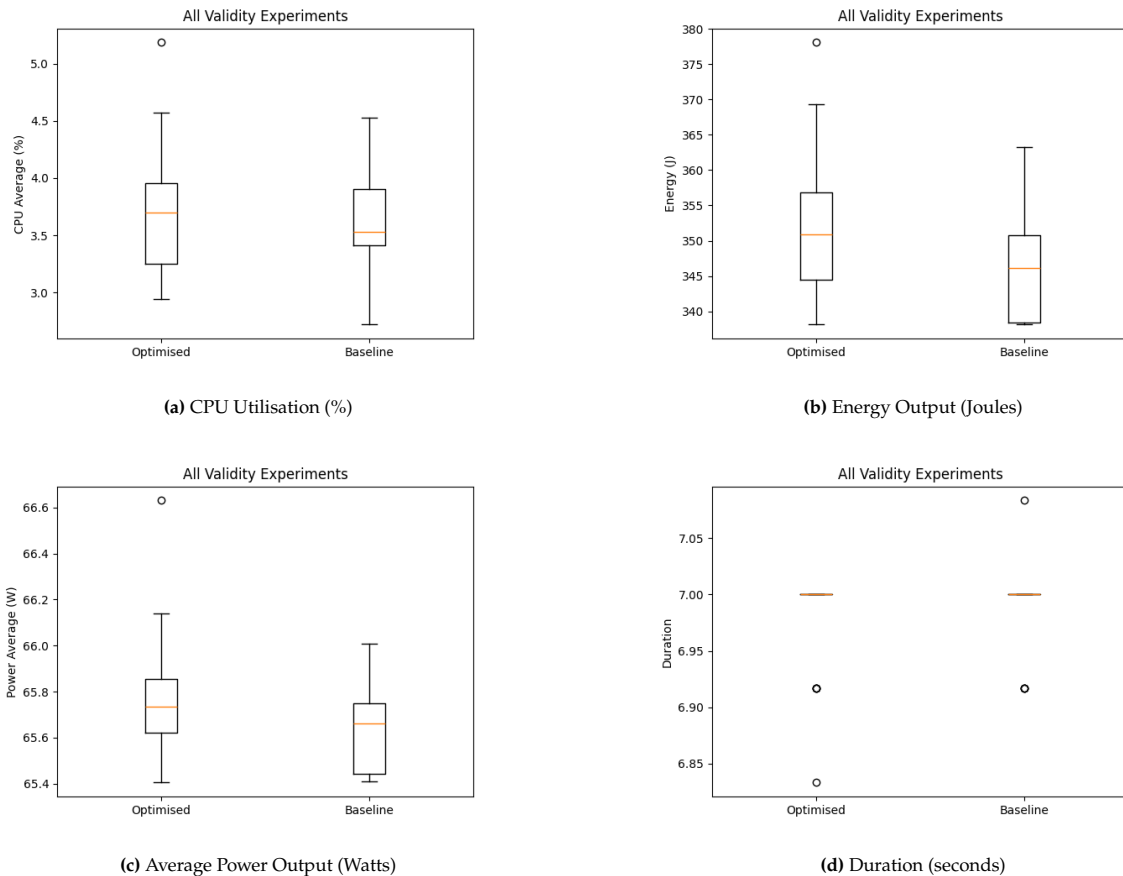 All Validity Experiments
5.0
4.5
4.0
3.5
3.0
CPU Average (%)
Optimised
Baseline
(a) CPU Utilisation (%)
All Validity Experiments
380
375
370
365
360
355
350
345
340
Energy (J)
Optimised
Baseline
(b) Energy Output (Joules)
All Validity Experiments
66.6
66.4
66.2
66.0
65.8
65.6
65.4
Power Average (W)
Optimised
Baseline
(c) Average Power Output (Watts)
All Validity Experiments
7.05
7.00
6.95
6.90
6.85
Duration
Optimised
Baseline
(d) Duration (seconds)